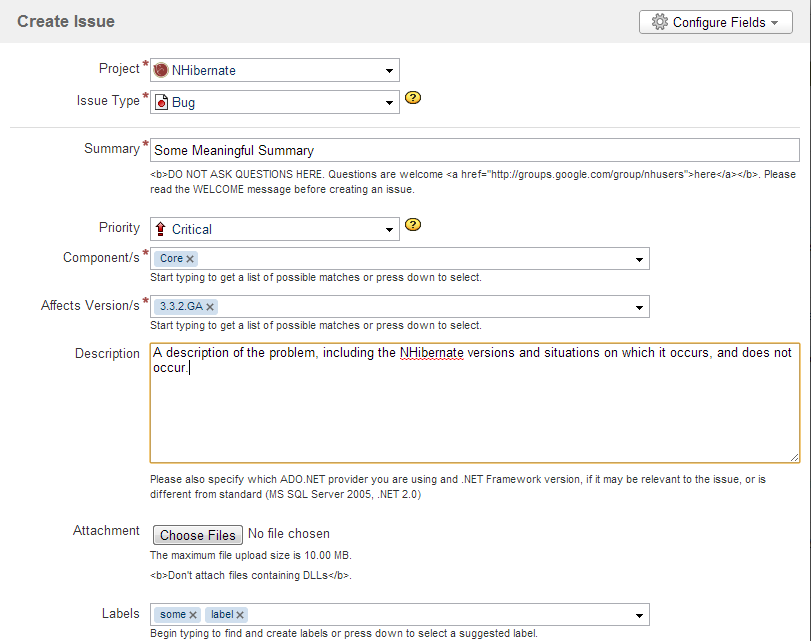 Create Issue
Configure Fields
Project*
NHibernate
Issue Type*
Bug
Summary*
Some Meaningful Summary
<b>DO NOT ASK QUESTIONS HERE. Questions are welcome <a href="http://groups.google.com/group/nhusers">here</a></b>. Please
read the WELCOME message before creating an issue.
Priority
Critical
Component/s*
Core
Start typing to get a list of possible matches or press down to select.
Affects Version/s*
3.3.2.GA
Start typing to get a list of possible matches or press down to select.
Description
A description of the problem, including the NHibernate versions and situations on which it occurs, and does not
occur.
Please also specify which ADO.NET provider you are using and .NET Framework version, if it may be relevant to the issue, or is
different from standard (MS SQL Server 2005, .NET 2.0)
Attachment
Choose Files No file chosen
The maximum file upload size is 10.00 MB.
<b>Don't attach files containing DLLs</b>.
Labels
some label
Begin typing to find and create labels or press down to select a suggested label.